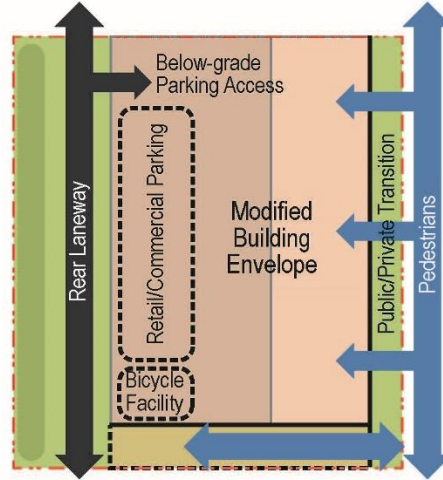 Below-grade
Parking Access
Rear Laneway
Retail/Commercial Parking
Modified
Building
Envelope
Public/Private Transition
Pedestrians
Bicycle
Facility